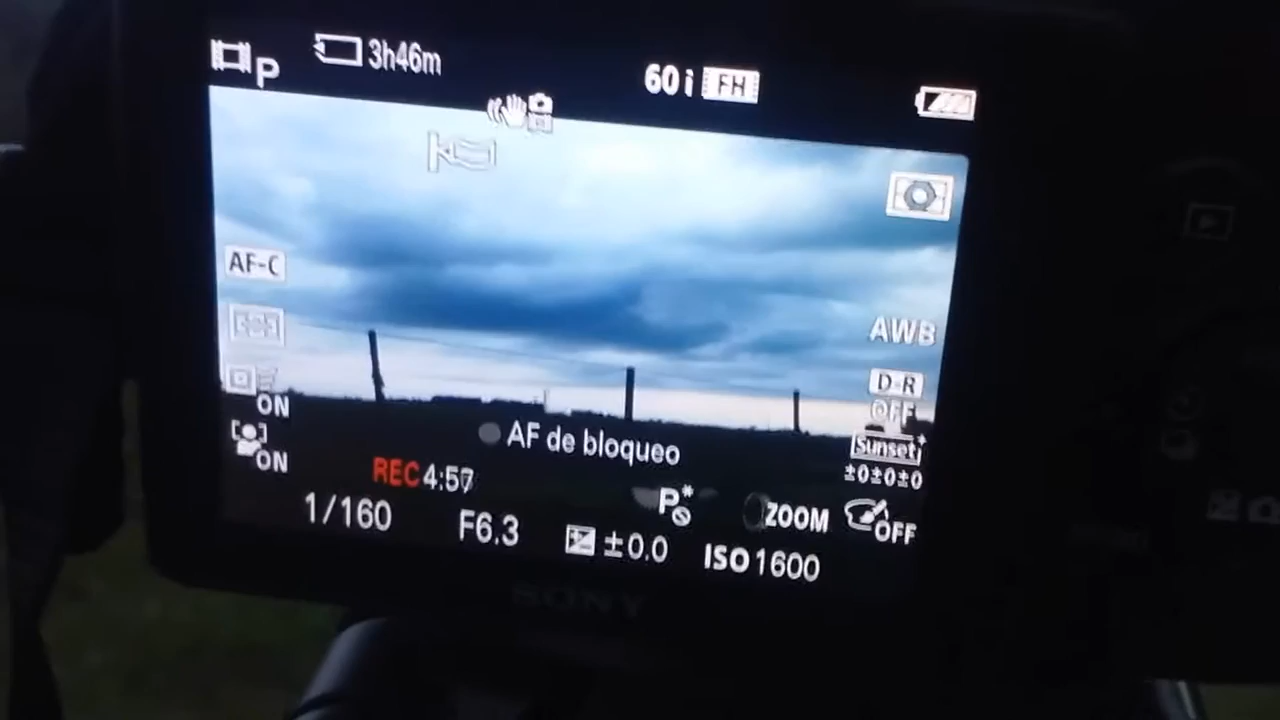 P 3h46m 60i FH
AF-C
AWB
D-R
OFF
ON
AF de bloqueo
Sunset+
±0±0±0
ON
REC 4:57
P*
ZOOM
OFF
1/160 F6.3 ±0.0 ISO 1600
SONY